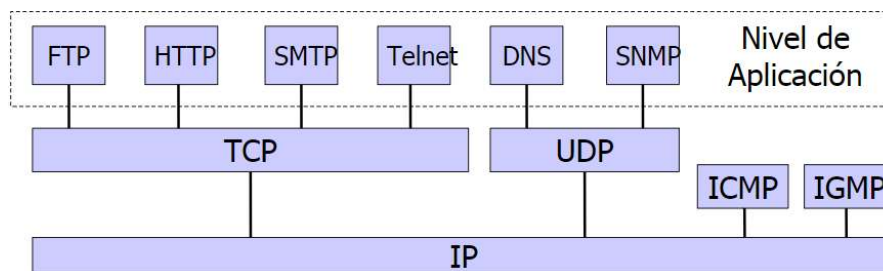 FTP
HTTP
SMTP
Telnet
DNS
SNMP
Nivel de
Aplicación
TCP
UDP
ICMP
IGMP
IP